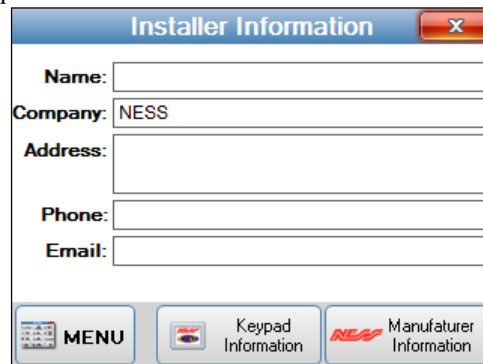 Installer Information x
Name:
Company: NESS
Address:
Phone:
Email:
MENU
Keypad
Information
NESS
Manufaturer
Information